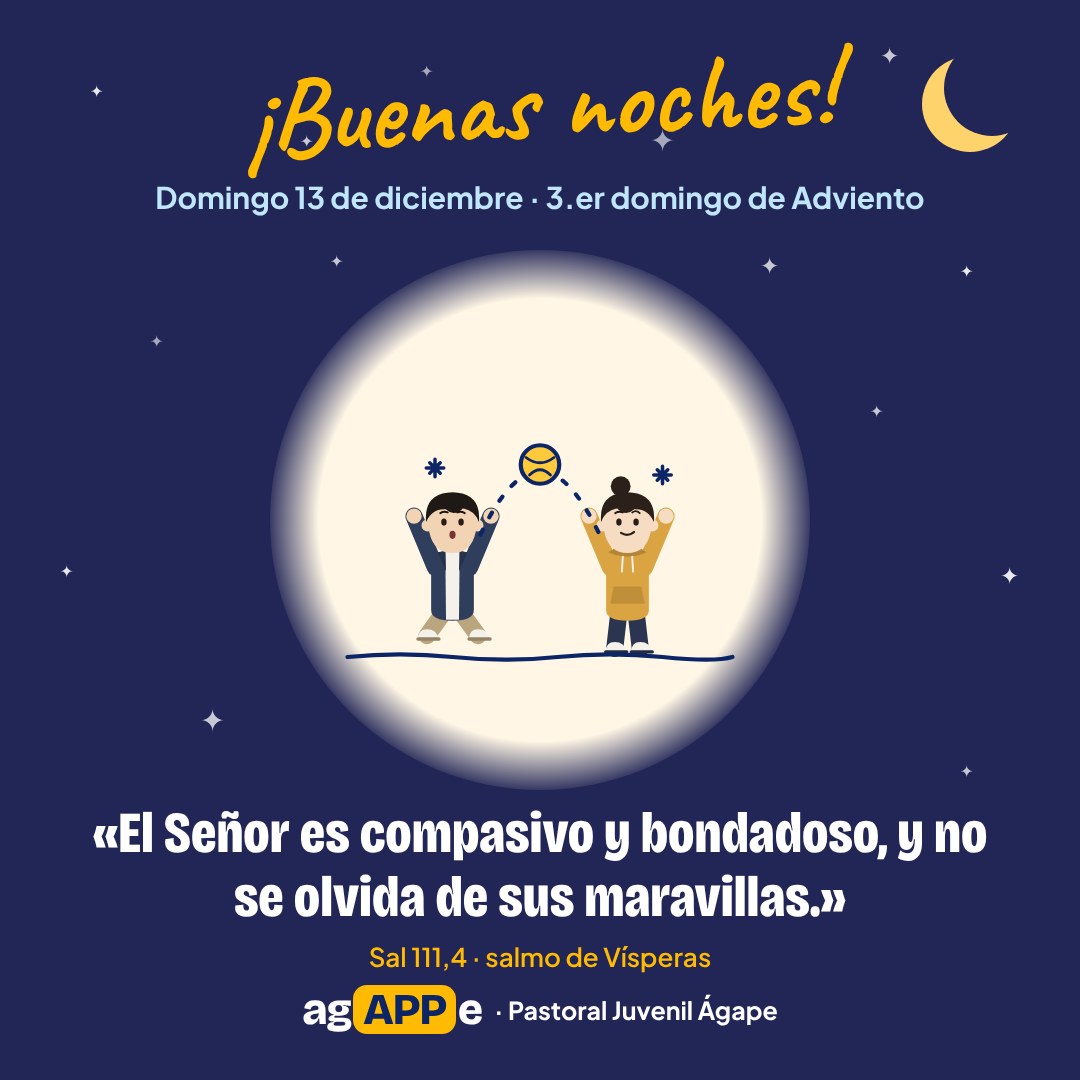 ¡Buenas noches!
Domingo 13 de diciembre · 3.er domingo de Adviento
«El Señor es compasivo y bondadoso, y no
se olvida de sus maravillas.»
Sal 111,4 · salmo de Vísperas
agAPPe · Pastoral Juvenil Ágape